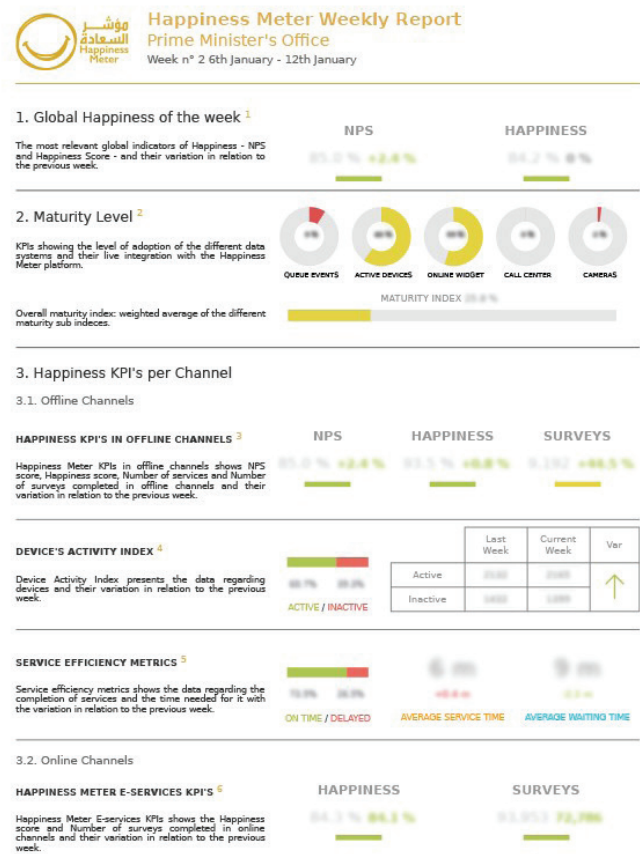 مؤشر
السعادة
Happiness
Meter
Happiness Meter Weekly Report
Prime Minister's Office
Week n° 2 6th January - 12th January
1. Global Happiness of the week 1
The most relevant global indicators of Happiness - NPS
and Happiness Score - and their variation in relation to
the previous week.
NPS
HAPPINESS
2. Maturity Level 2
KPIs showing the level of adoption of the different data
systems and their live integration with the Happiness
Meter platform.
QUEUE EVENTS
ACTIVE DEVICES
ONLINE WIDGET
CALL CENTER
CAMERAS
MATURITY INDEX
Overall maturity index: weighted average of the different
maturity sub indeces.
3. Happiness KPI's per Channel
3.1. Offline Channels
HAPPINESS KPI'S IN OFFLINE CHANNELS 3
Happiness Meter KPIs in offline channels shows NPS
score, Happiness score, Number of services and Number
of surveys completed in offline channels and their
variation in relation to the previous week.
NPS
HAPPINESS
SURVEYS
DEVICE'S ACTIVITY INDEX 4
Device Activity Index presents the data regarding
devices and their variation in relation to the previous
week.
ACTIVE / INACTIVE
Last Week
Current Week
Var
Active
Inactive
SERVICE EFFICIENCY METRICS 5
Service efficiency metrics shows the data regarding the
completion of services and the time needed for it with
the variation in relation to the previous week.
ON TIME / DELAYED
6 m
AVERAGE SERVICE TIME
9 m
AVERAGE WAITING TIME
3.2. Online Channels
HAPPINESS METER E-SERVICES KPI'S 6
Happiness Meter E-services KPIs shows the Happiness
score and Number of surveys completed in online
channels and their variation in relation to the previous
week.
HAPPINESS
SURVEYS